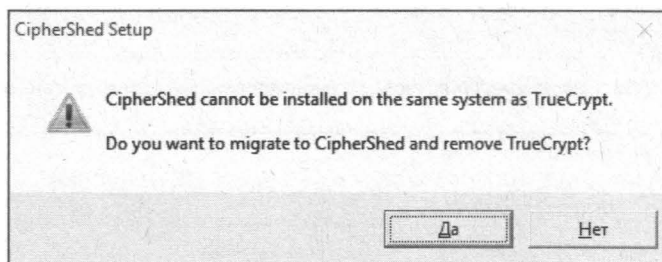 CipherShed Setup
CipherShed cannot be installed on the same system as TrueCrypt.
Do you want to migrate to CipherShed and remove TrueCrypt?
Да
Нет